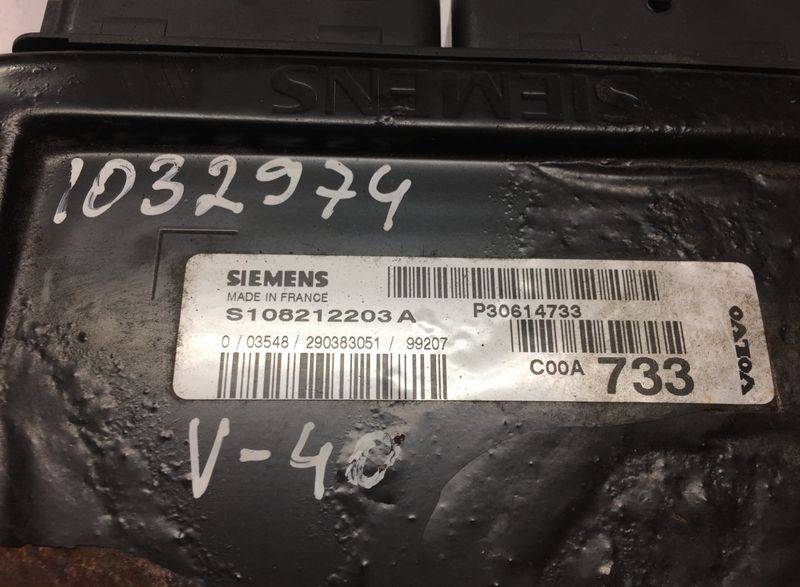 SIEMENS
1032974
SIEMENS
MADE IN FRANCE
S108212203 A
P30614733
0 / 03548 / 290383051 / 99207
C00A 733
VOLVO
V-40